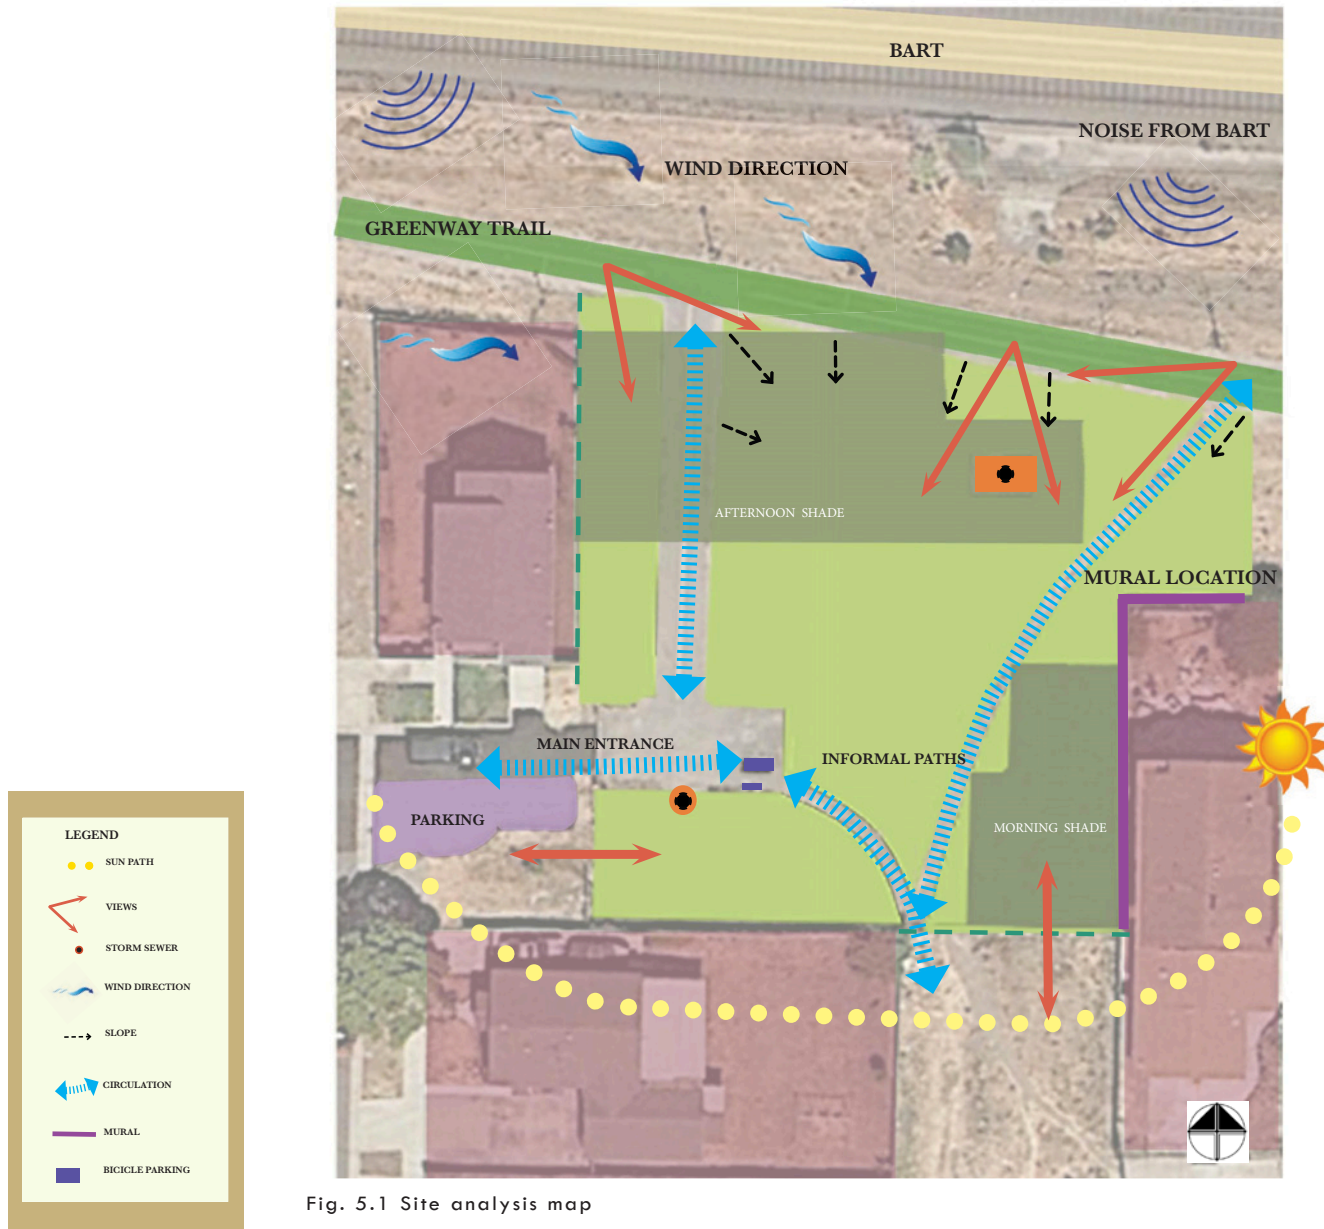 BART
NOISE FROM BART
WIND DIRECTION
GREENWAY TRAIL
AFTERNOON SHADE
MURAL LOCATION
MAIN ENTRANCE
INFORMAL PATHS
PARKING
MORNING SHADE
LEGEND
SUN PATH
VIEWS
STORM SEWER
WIND DIRECTION
SLOPE
CIRCULATION
MURAL
BICICLE PARKING
Fig. 5.1 Site analysis map